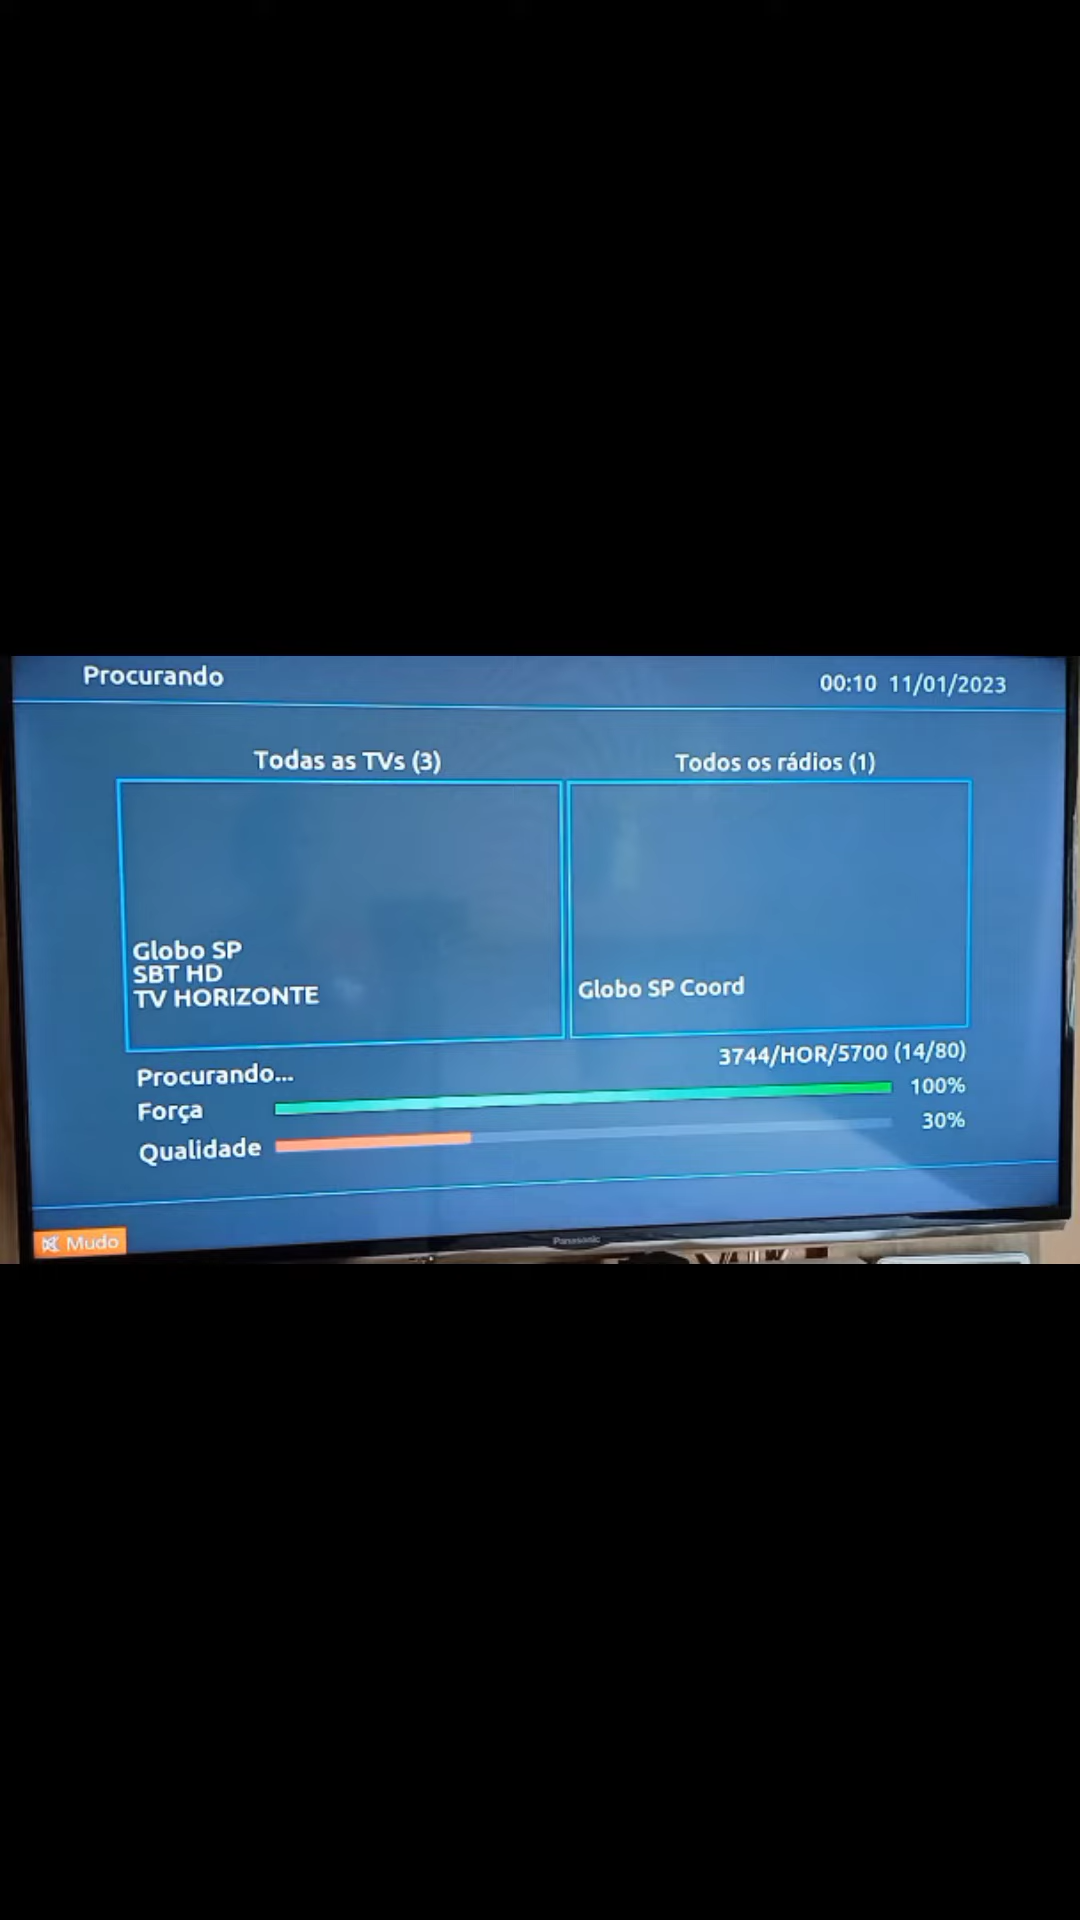 Procurando
00:10 11/01/2023
Todas as TVs (3)
Todos os rádios (1)
Globo SP
SBT HD
TV HORIZONTE
Globo SP Coord
3744/HOR/5700 (14/80)
Procurando...
Força
100%
Qualidade
30%
Mudo
Panasonic